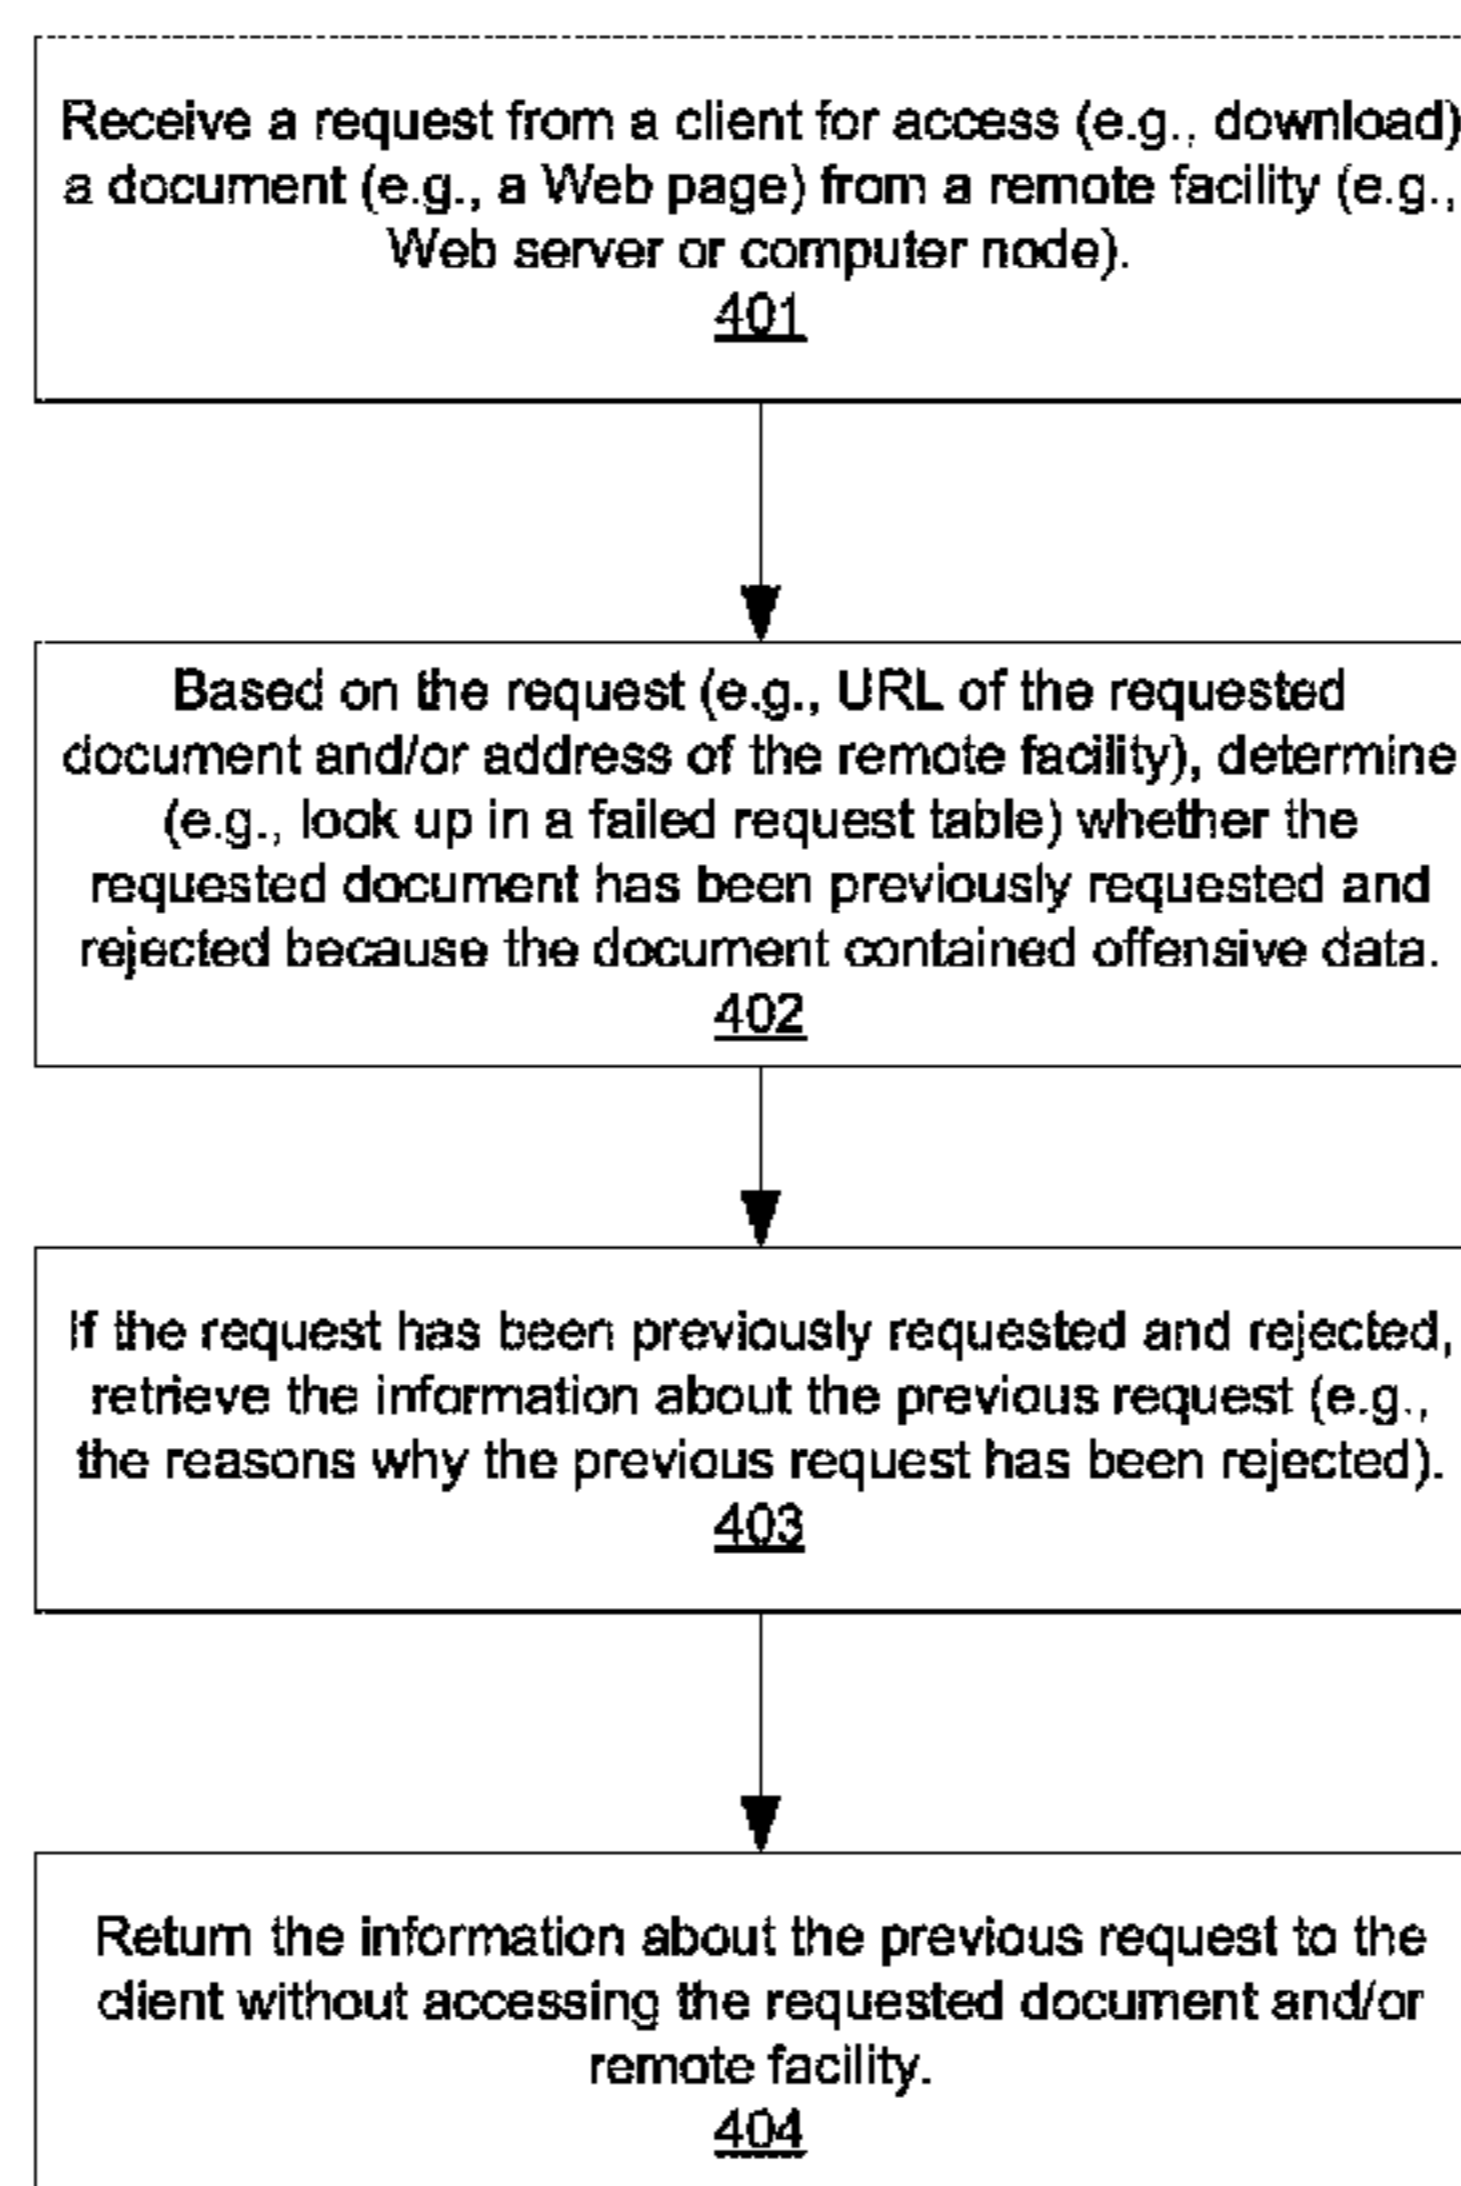 Receive a request from a client for access (e.g., download)
a document (e.g., a Web page) from a remote facility (e.g.,
Web server or computer node).
401
Based on the request (e.g., URL of the requested
document and/or address of the remote facility), determine
(e.g., look up in a failed request table) whether the
requested document has been previously requested and
rejected because the document contained offensive data.
402
If the request has been previously requested and rejected,
retrieve the information about the previous request (e.g.,
the reasons why the previous request has been rejected).
403
Return the information about the previous request to the
client without accessing the requested document and/or
remote facility.
404